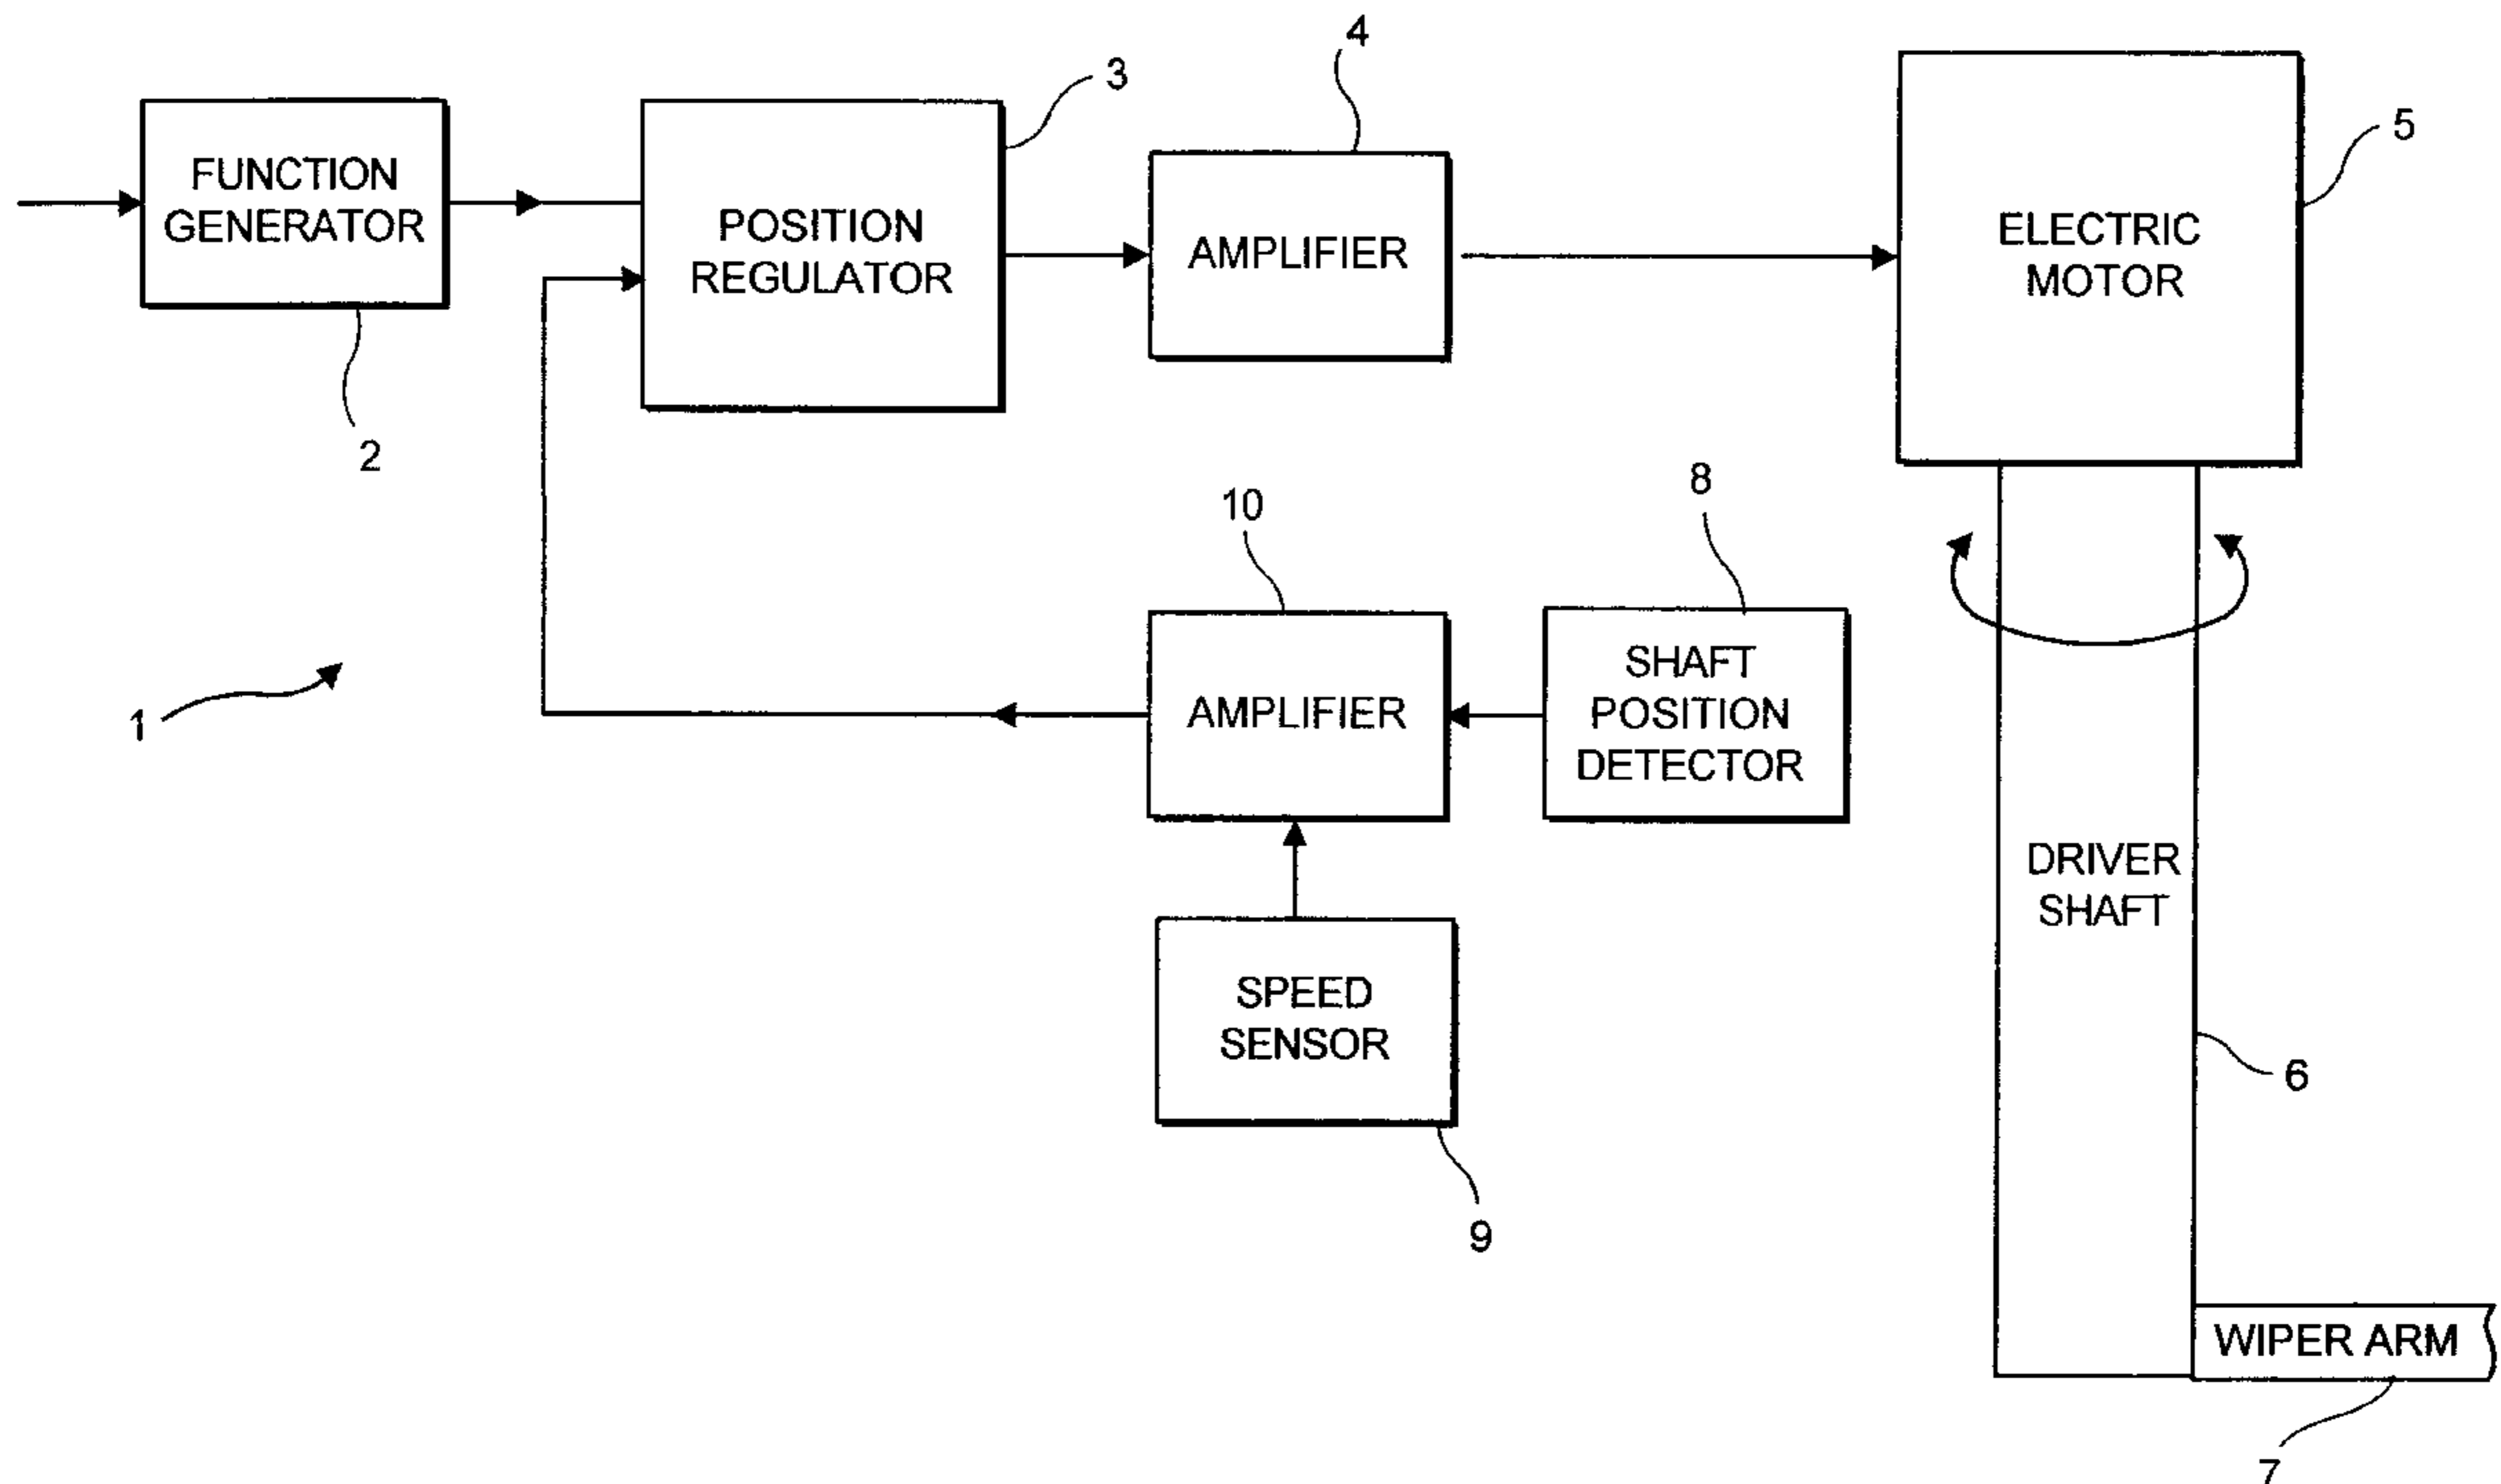 4
3
5
FUNCTION
GENERATOR
POSITION
REGULATOR
AMPLIFIER
ELECTRIC
MOTOR
2
10
8
1
AMPLIFIER
SHAFT
POSITION
DETECTOR
DRIVER
SHAFT
SPEED
SENSOR
6
9
WIPER ARM
7